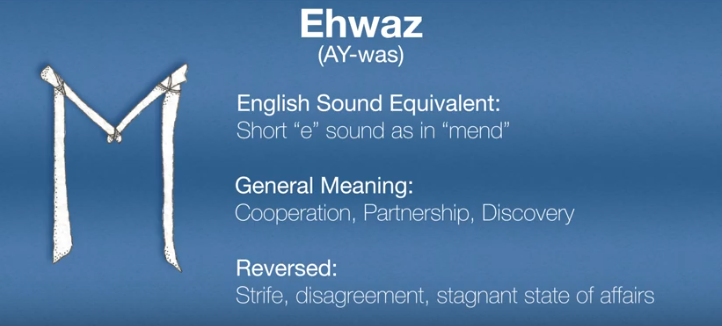 Ehwaz
(AY-was)
English Sound Equivalent:
Short “e” sound as in “mend”
General Meaning:
Cooperation, Partnership, Discovery
Reversed:
Strife, disagreement, stagnant state of affairs